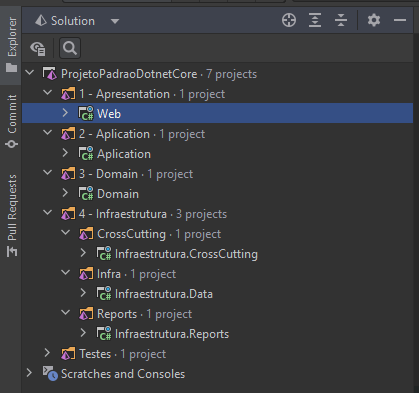 Explorer
Commit
Pull Requests
Solution
ProjetoPadraoDotnetCore · 7 projects
1 - Apresentation · 1 project
C# Web
2 - Aplication · 1 project
C# Aplication
3 - Domain · 1 project
C# Domain
4 - Infraestrutura · 3 projects
CrossCutting · 1 project
C# Infraestrutura.CrossCutting
Infra · 1 project
C# Infraestrutura.Data
Reports · 1 project
C# Infraestrutura.Reports
Testes · 1 project
Scratches and Consoles